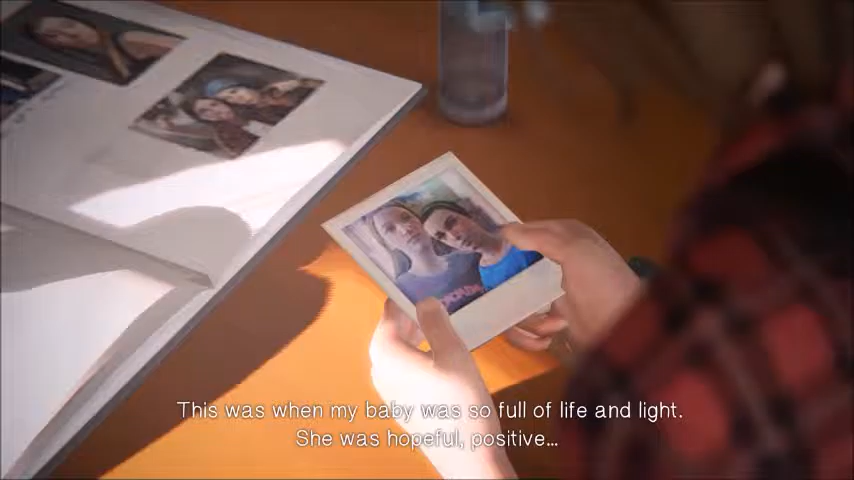 This was when my baby was so full of life and light.
She was hopeful, positive...